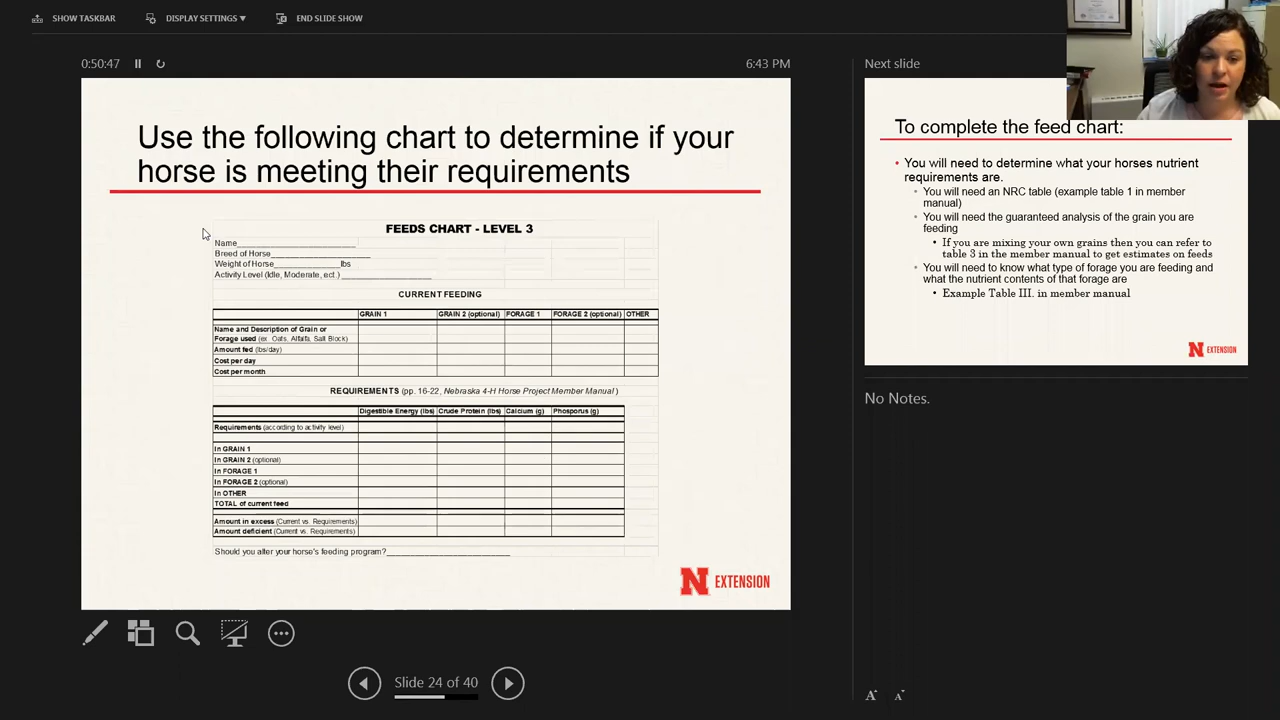 SHOW TASKBAR
DISPLAY SETTINGS ▼
END SLIDE SHOW
0:50:47
6:43 PM
Use the following chart to determine if your
horse is meeting their requirements
FEEDS CHART - LEVEL 3
Name
Breed of Horse
Weight of Horse lbs
Activity Level (Idle, Moderate, ect.)
CURRENT FEEDING
GRAIN 1 GRAIN 2 (optional) FORAGE 1 FORAGE 2 (optional) OTHER
Name and Description of Grain or
Forage used (ex. Oats, Alfalfa, Salt Block)
Amount fed (lbs/day)
Cost per day
Cost per month
REQUIREMENTS (pp. 16-22, Nebraska 4-H Horse Project Member Manual )
Digestible Energy (lbs) Crude Protein (lbs) Calcium (g) Phosporus (g)
Requirements (according to activity level)
In GRAIN 1
In GRAIN 2 (optional)
In FORAGE 1
In FORAGE 2 (optional)
In OTHER
TOTAL of current feed
Amount in excess (Current vs. Requirements)
Amount deficient (Current vs. Requirements)
Should you alter your horse's feeding program?
N EXTENSION
Slide 24 of 40
Next slide
To complete the feed chart:
• You will need to determine what your horses nutrient
requirements are.
• You will need an NRC table (example table 1 in member
manual)
• You will need the guaranteed analysis of the grain you are
feeding
• If you are mixing your own grains then you can refer to
table 3 in the member manual to get estimates on feeds
• You will need to know what type of forage you are feeding and
what the nutrient contents of that forage are
• Example Table III. in member manual
N EXTENSION
No Notes.
A A